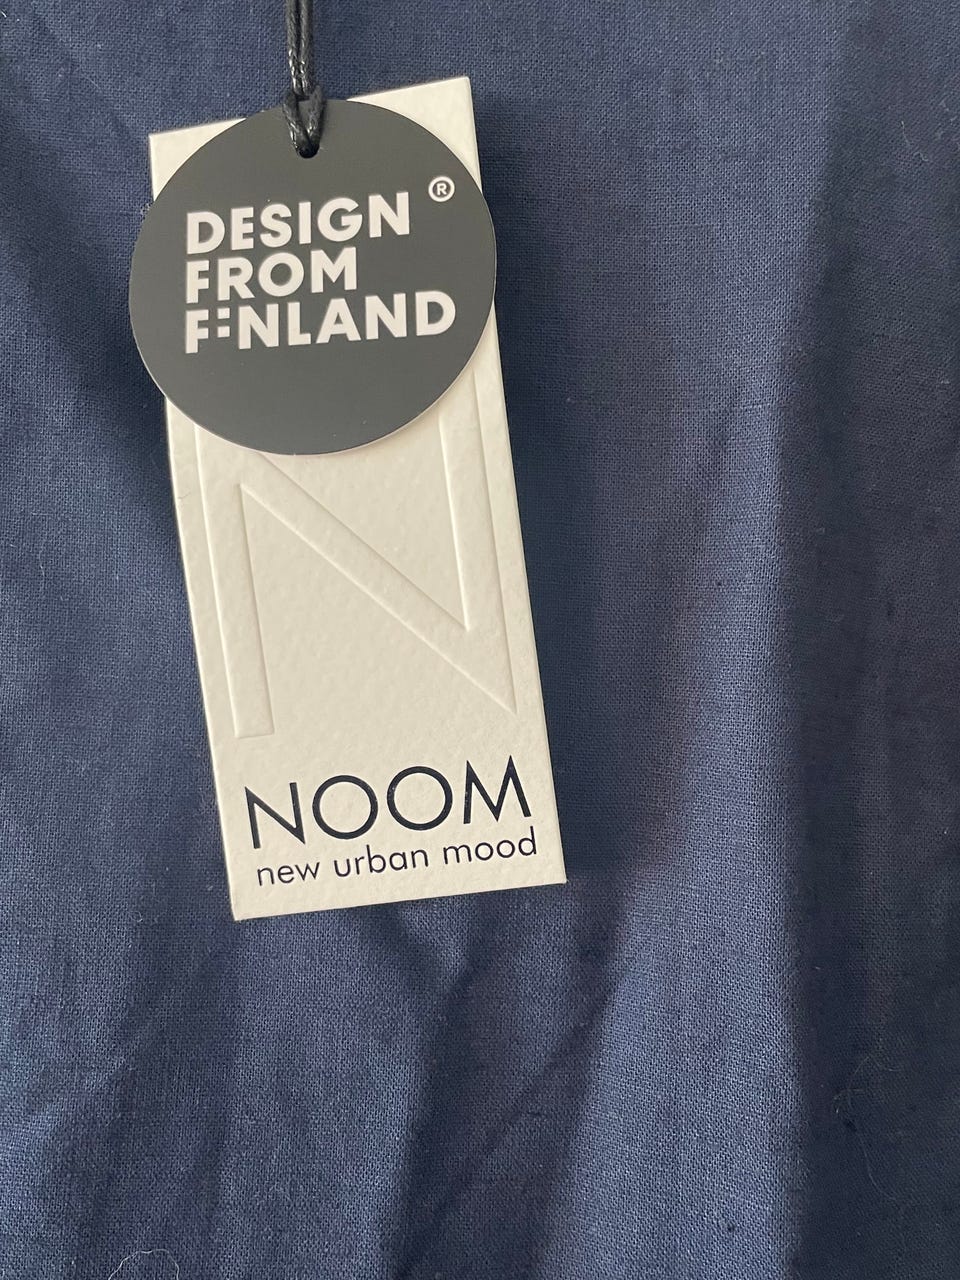 DESIGN ®
FROM
FINLAND
N
NOOM
new urban mood